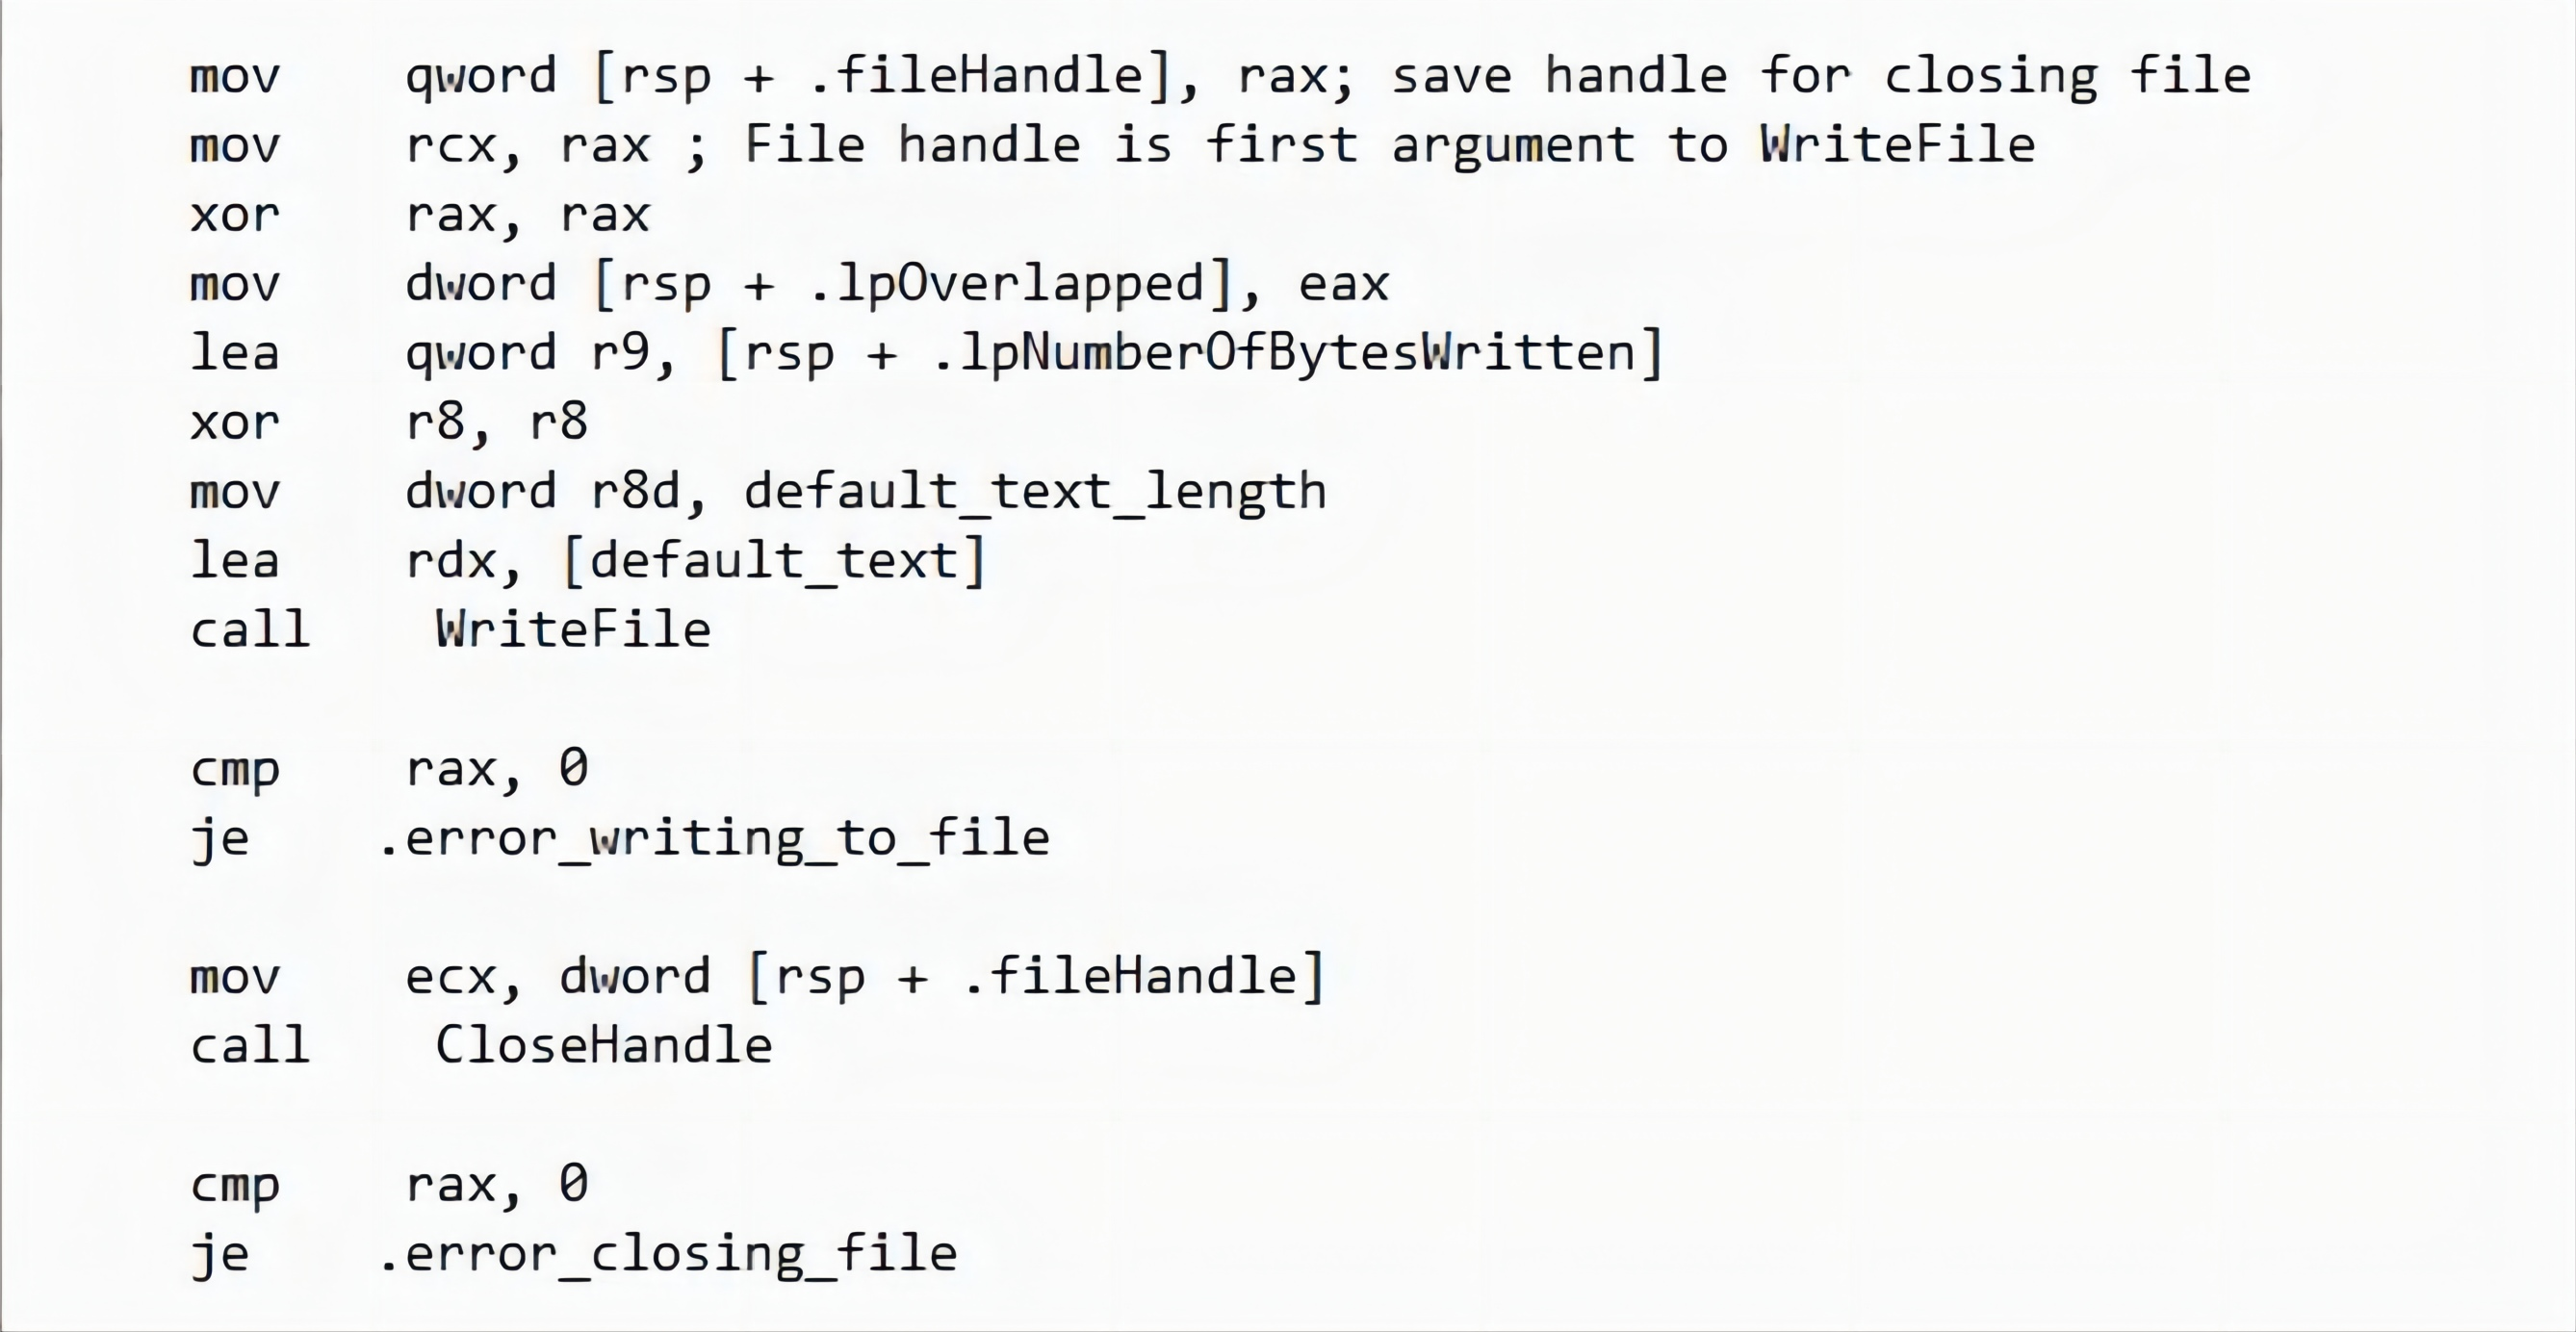 mov    qword [rsp + .fileHandle], rax; save handle for closing file
mov    rcx, rax ; File handle is first argument to WriteFile
xor    rax, rax
mov    dword [rsp + .lpOverlapped], eax
lea    qword r9, [rsp + .lpNumberOfBytesWritten]
xor    r8, r8
mov    dword r8d, default_text_length
lea    rdx, [default_text]
call    WriteFile
cmp    rax, 0
je    .error_writing_to_file
mov    ecx, dword [rsp + .fileHandle]
call    CloseHandle
cmp    rax, 0
je    .error_closing_file